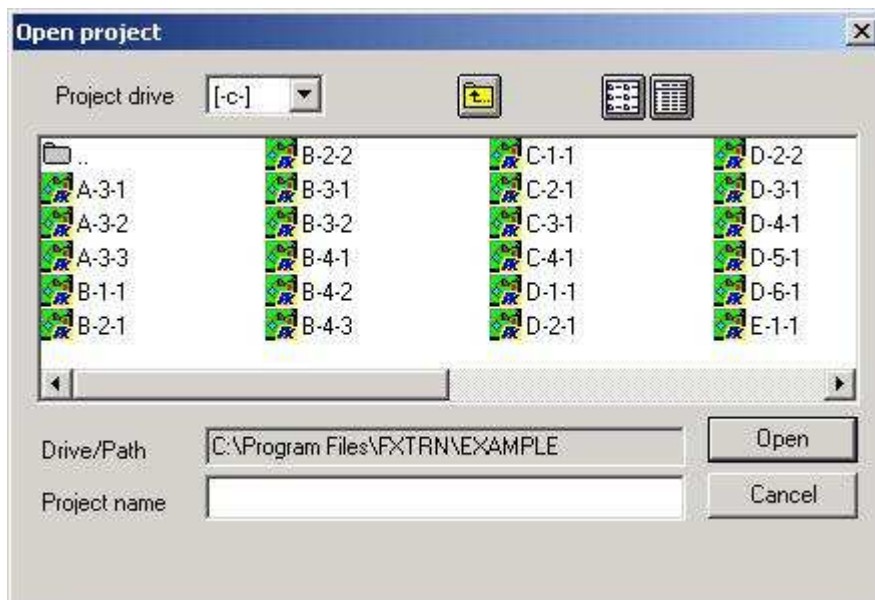 Open project
Project drive [-c-]
..
A-3-1
A-3-2
A-3-3
B-1-1
B-2-1
B-2-2
B-3-1
B-3-2
B-4-1
B-4-2
B-4-3
C-1-1
C-2-1
C-3-1
C-4-1
D-1-1
D-2-1
D-2-2
D-3-1
D-4-1
D-5-1
D-6-1
E-1-1
Drive/Path C:\Program Files\FXTRN\EXAMPLE Open
Project name Cancel